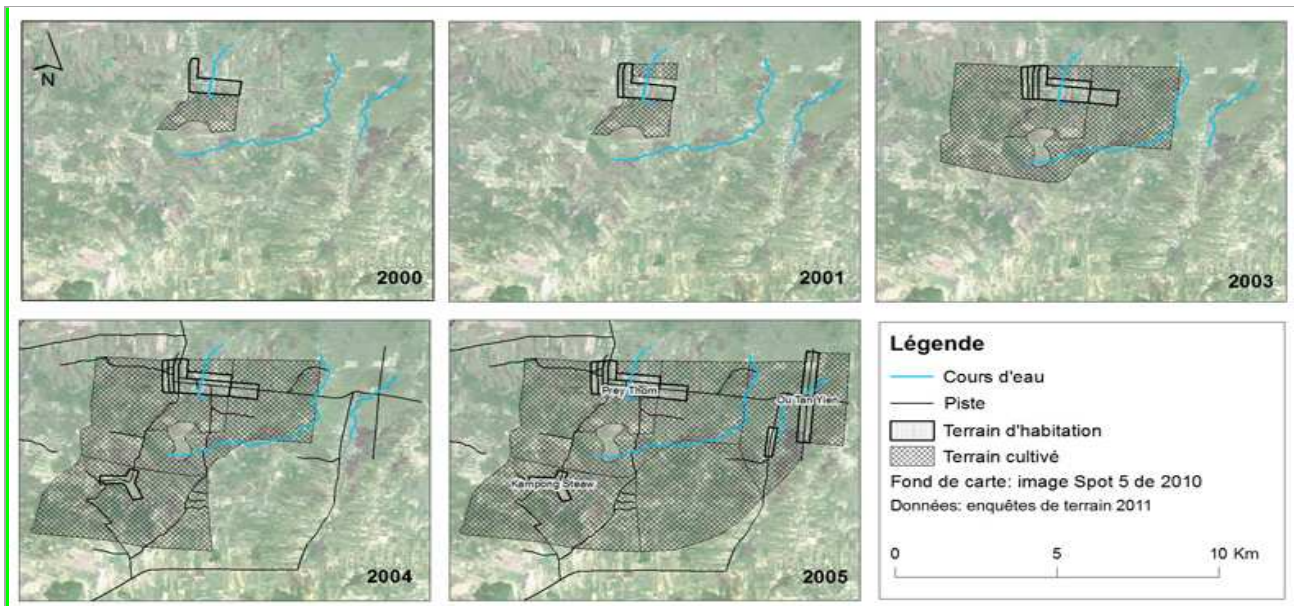 N
2000
2001
2003
2004
Prey Thom
Ou Tan Yien
Kampong Steaw
2005
Légende
Cours d'eau
Piste
Terrain d'habitation
Terrain cultivé
Fond de carte: image Spot 5 de 2010
Données: enquêtes de terrain 2011
0 5 10 Km